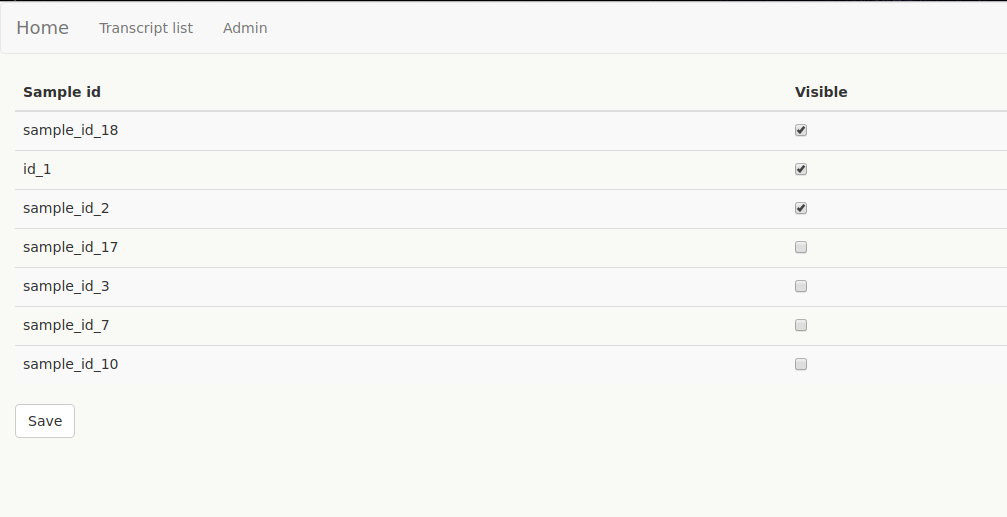 Home Transcript list Admin
Sample id Visible
sample_id_18
id_1
sample_id_2
sample_id_17
sample_id_3
sample_id_7
sample_id_10
Save